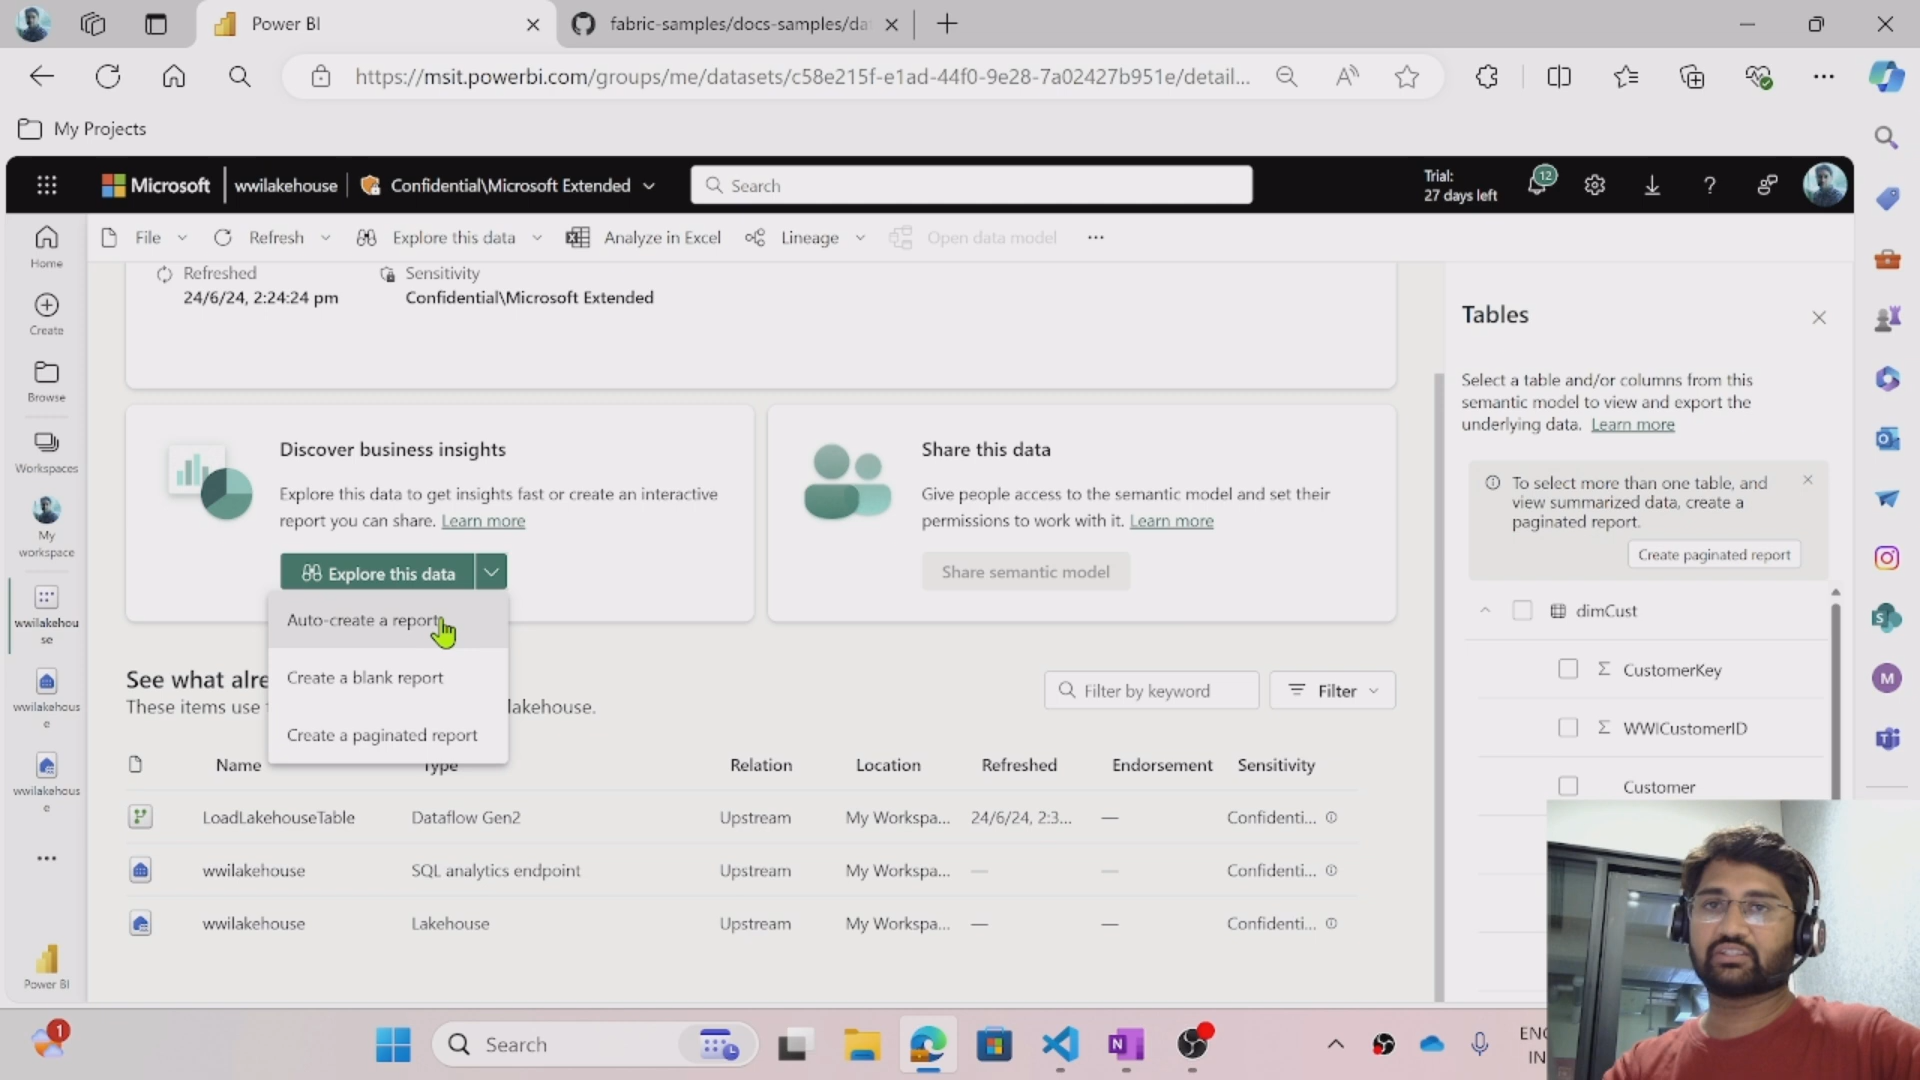 Power BI
fabric-samples/docs-samples/da
https://msit.powerbi.com/groups/me/datasets/c58e215f-e1ad-44f0-9e28-7a02427b951e/detail...
My Projects
Microsoft
wwilakehouse
Confidential\Microsoft Extended
Search
Trial:
27 days left
12
?
File
Refresh
Explore this data
Analyze in Excel
Lineage
Open data model
...
Home
Create
Browse
Workspaces
My
workspace
wwilakehou
se
wwilakehous
e
wwilakehous
e
...
Power BI
Refreshed
24/6/24, 2:24:24 pm
Sensitivity
Confidential\Microsoft Extended
Discover business insights
Explore this data to get insights fast or create an interactive
report you can share. Learn more
Explore this data
Auto-create a report
Create a blank report
Create a paginated report
Share this data
Give people access to the semantic model and set their
permissions to work with it. Learn more
Share semantic model
See what alre
These items use
lakehouse.
Filter by keyword
Filter
Name
Type
Relation
Location
Refreshed
Endorsement
Sensitivity
LoadLakehouseTable Dataflow Gen2 Upstream My Workspa... 24/6/24, 2:3... — Confidenti...
wwilakehouse SQL analytics endpoint Upstream My Workspa... — — Confidenti...
wwilakehouse Lakehouse Upstream My Workspa... — — Confidenti...
Tables
Select a table and/or columns from this
semantic model to view and export the
underlying data. Learn more
To select more than one table, and
view summarized data, create a
paginated report.
Create paginated report
dimCust
Σ CustomerKey
Σ WWICustomerID
Customer
M
1
Search
N
ENG
IN